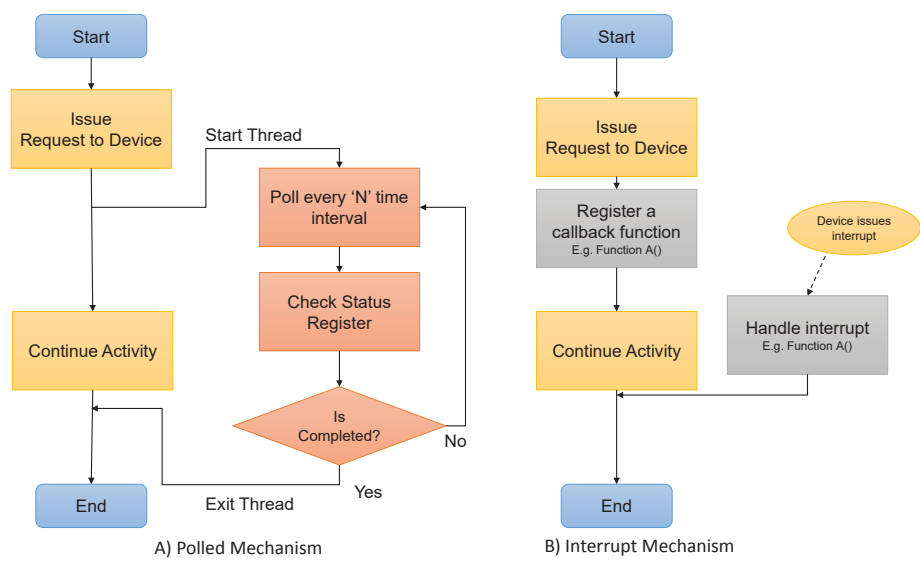 Start
Issue
Request to Device
Start Thread
Poll every ‘N’ time
interval
Check Status
Register
Continue Activity
Is
Completed?
No
Yes
Exit Thread
End
A) Polled Mechanism
Start
Issue
Request to Device
Register a
callback function
E.g. Function A()
Device issues
interrupt
Handle interrupt
E.g. Function A()
Continue Activity
End
B) Interrupt Mechanism